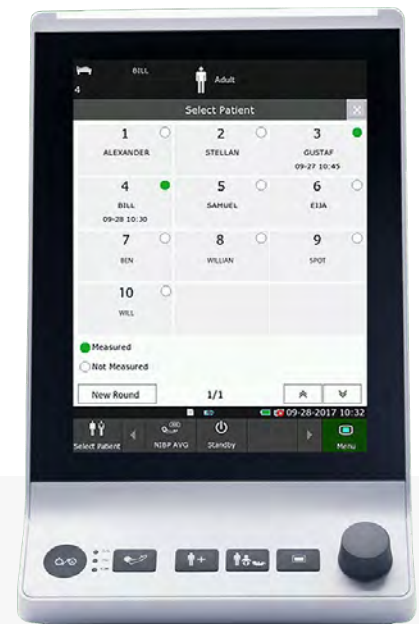 BILL
4
Adult
Select Patient
1 2 3
ALEXANDER STELLAN GUSTAF
09-27 10:45
4 5 6
BILL SAMUEL EIJA
09-28 10:30
7 8 9
BEN WILLIAN SPOT
10
WILL
Measured
Not Measured
New Round 1/1
09-28-2017 10:32
Select Patient NIBP AVG Standby Menu